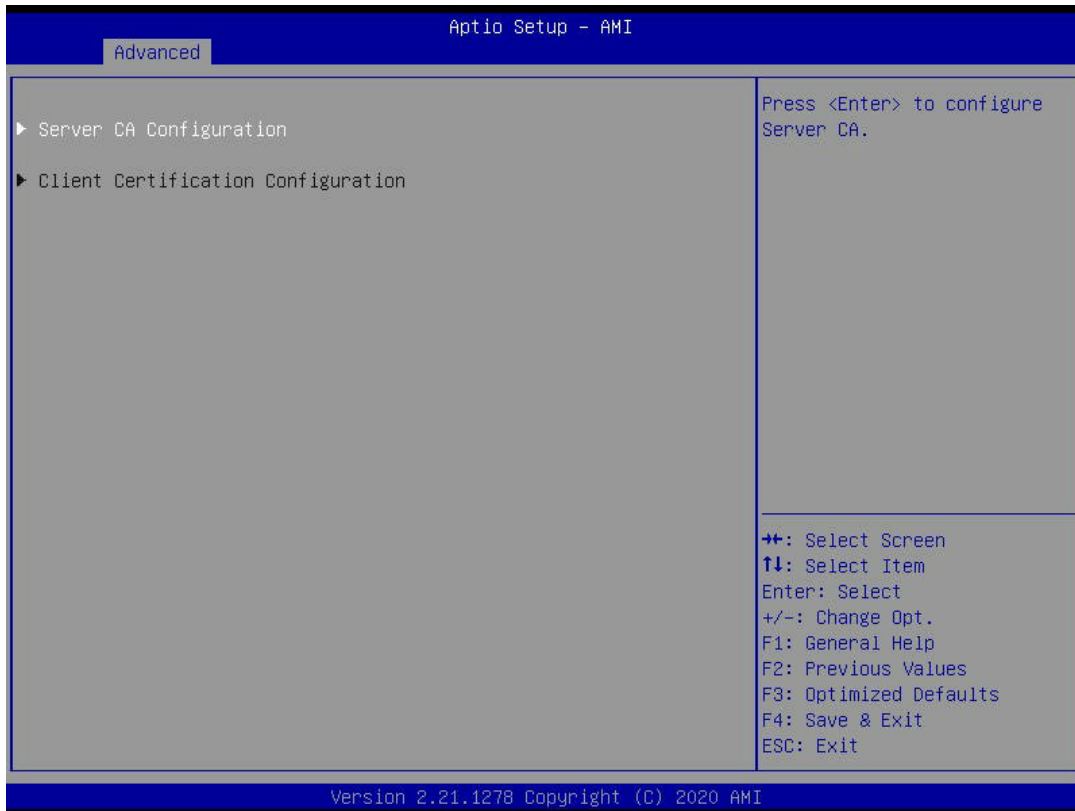 Aptio Setup – AMI
Advanced
▶ Server CA Configuration
▶ Client Certification Configuration
Press <Enter> to configure
Server CA.
→←: Select Screen
↑↓: Select Item
Enter: Select
+/-: Change Opt.
F1: General Help
F2: Previous Values
F3: Optimized Defaults
F4: Save & Exit
ESC: Exit
Version 2.21.1278 Copyright (C) 2020 AMI